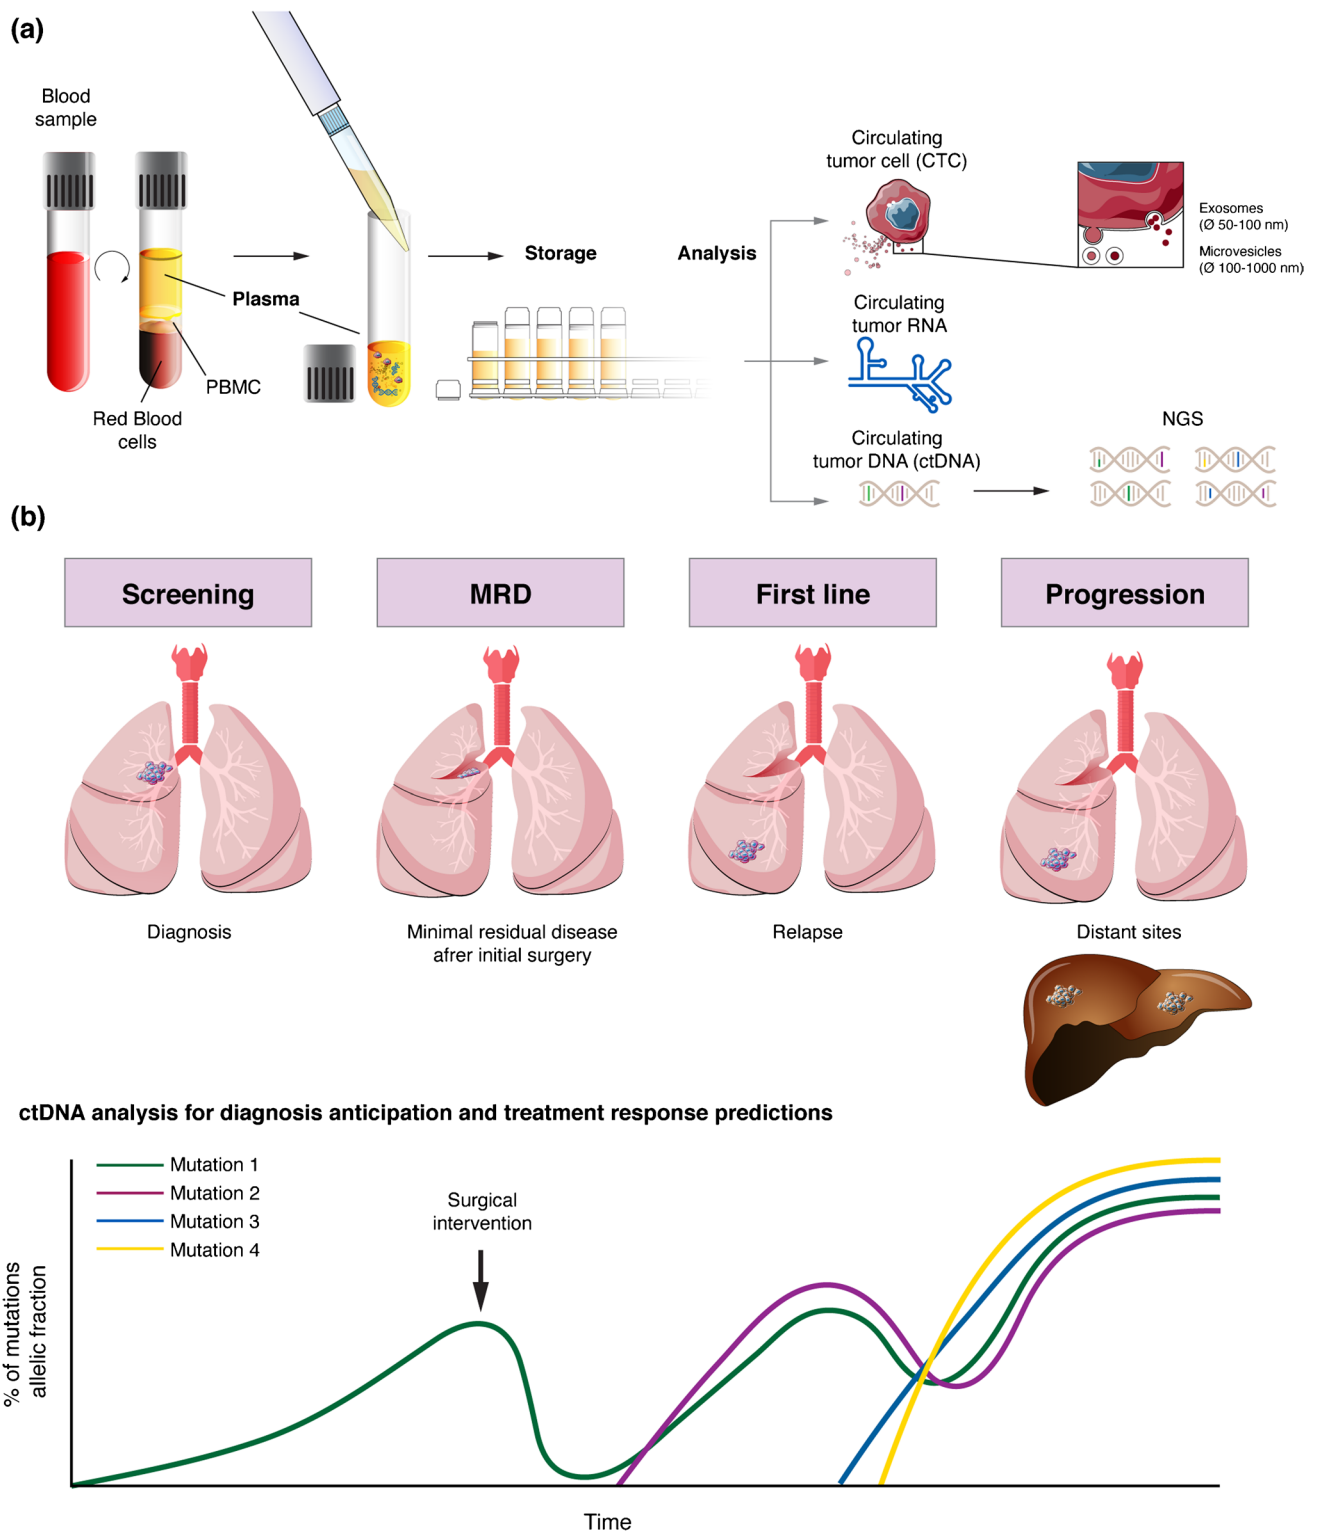 (a)
Blood
sample
Plasma
PBMC
Red Blood
cells
Storage
Analysis
Circulating
tumor cell (CTC)
Exosomes
(Ø 50-100 nm)
Microvesicles
(Ø 100-1000 nm)
Circulating
tumor RNA
Circulating
tumor DNA (ctDNA)
NGS
(b)
Screening
MRD
First line
Progression
Diagnosis
Minimal residual disease
afrer initial surgery
Relapse
Distant sites
ctDNA analysis for diagnosis anticipation and treatment response predictions
Mutation 1
Mutation 2
Mutation 3
Mutation 4
Surgical
intervention
% of mutations
allelic fraction
Time